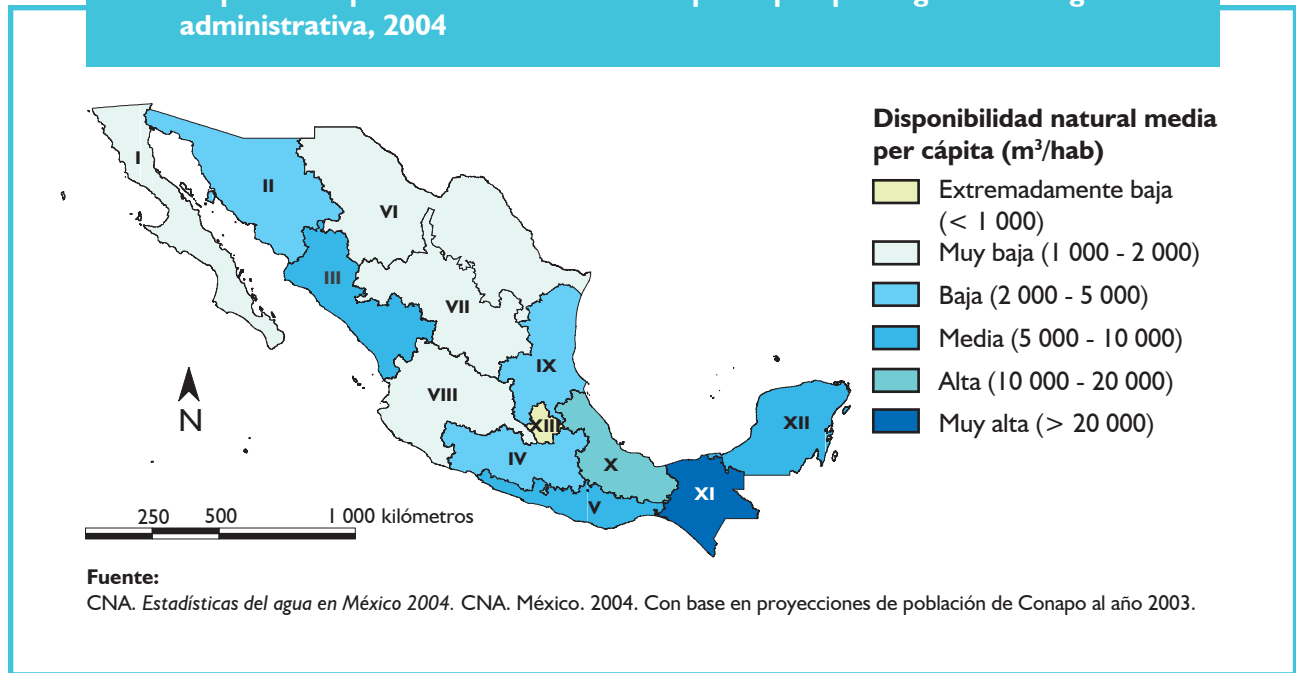 administrativa, 2004
Disponibilidad natural media
per cápita (m³/hab)
Extremadamente baja
(< 1 000)
Muy baja (1 000 - 2 000)
Baja (2 000 - 5 000)
Media (5 000 - 10 000)
Alta (10 000 - 20 000)
Muy alta (> 20 000)
I
II
VI
III
VII
IX
VIII
XIII
XII
IV
X
XI
V
N
250 500 1 000 kilómetros
Fuente:
CNA. Estadísticas del agua en México 2004. CNA. México. 2004. Con base en proyecciones de población de Conapo al año 2003.